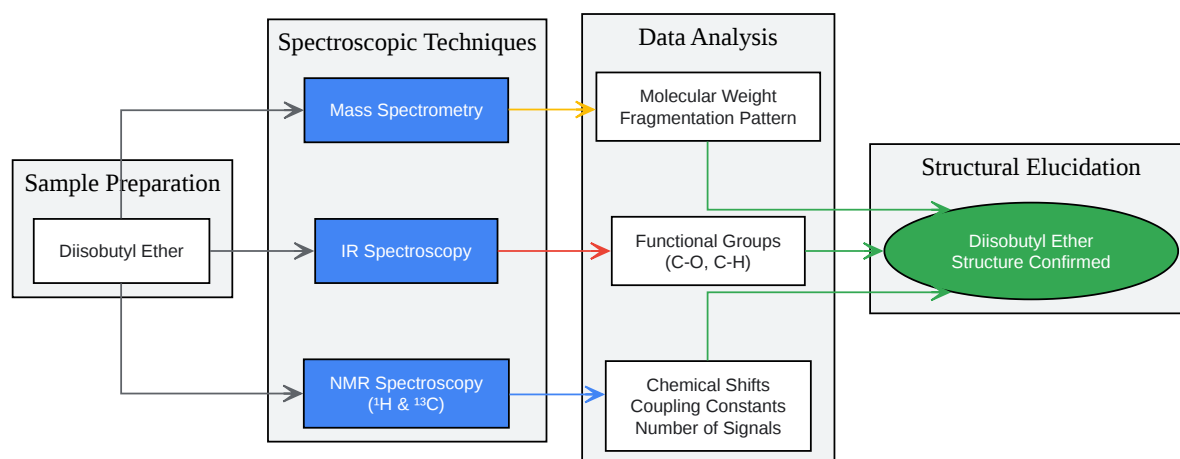 Sample Preparation
Diisobutyl Ether
Spectroscopic Techniques
Mass Spectrometry
IR Spectroscopy
NMR Spectroscopy
(¹H & ¹³C)
Data Analysis
Molecular Weight
Fragmentation Pattern
Functional Groups
(C-O, C-H)
Chemical Shifts
Coupling Constants
Number of Signals
Structural Elucidation
Diisobutyl Ether
Structure Confirmed